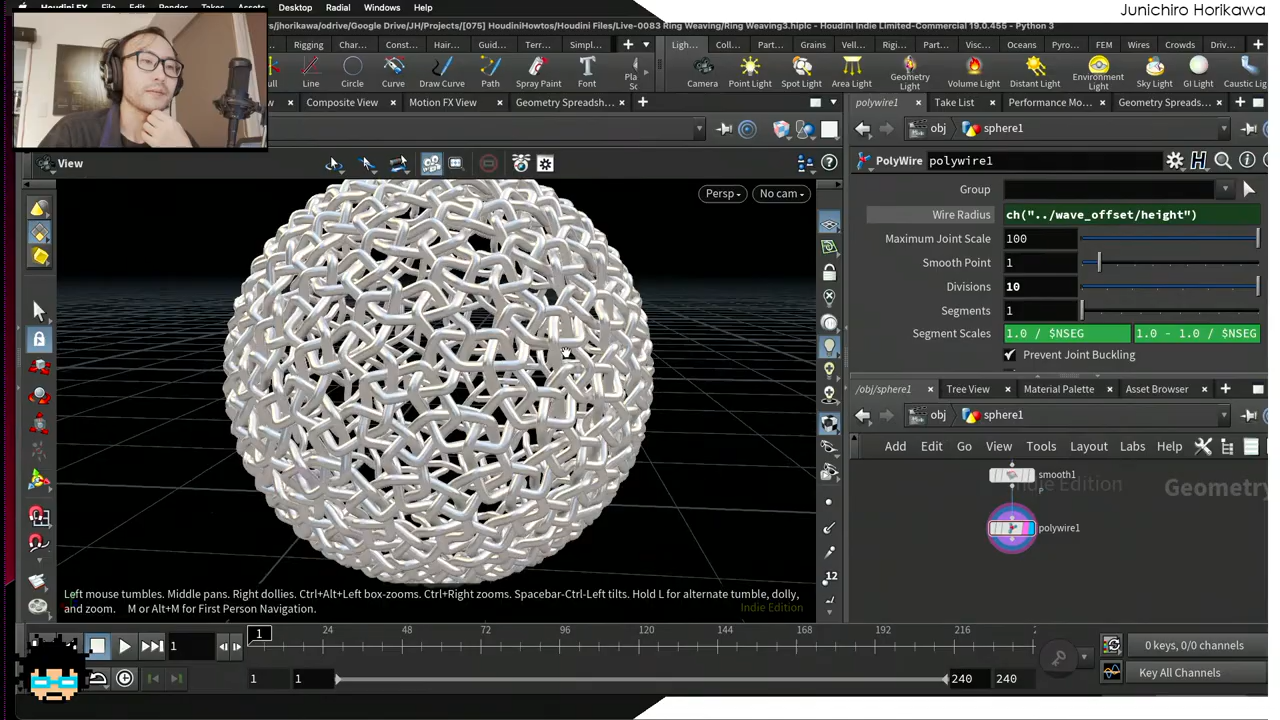 Junichiro Horikawa
Houdini FX File Edit Render Assets Desktop Radial Windows Help
/jhorikawa/odrive/Google Drive/JH/Projects/[075] HoudiniHowtos/Houdini Files/Live-0083 Ring Weaving/Ring Weaving3.hiplc - Houdini Indie Limited-Commercial 19.0.455 - Python 3
Rigging Char... Const... Hair... Guid... Terr... Simpl...
Ligh... Coll... Part... Grains Vell... Rigi... Part... Visc... Oceans Pyro... FEM Wires Crowds Driv...
Line Circle Curve Draw Curve Path Spray Paint Font
Camera Point Light Spot Light Area Light Geometry Light Volume Light Distant Light Environment Light Sky Light GI Light Caustic Light
Composite View Motion FX View Geometry Spreadsh...
polywire1 Take List Performance Mo... Geometry Spreads...
obj sphere1
View
PolyWire polywire1
Persp No cam
Group
Wire Radius ch("../wave_offset/height")
Maximum Joint Scale 100
Smooth Point 1
Divisions 10
Segments 1
Segment Scales 1.0 / $NSEG 1.0 - 1.0 / $NSEG
Prevent Joint Buckling
/obj/sphere1 Tree View Material Palette Asset Browser
obj sphere1
Add Edit Go View Tools Layout Labs Help
smooth1
Indie Edition
Geometry
P
polywire1
12
Left mouse tumbles. Middle pans. Right dollies. Ctrl+Alt+Left box-zooms. Ctrl+Right zooms. Spacebar-Ctrl-Left tilts. Hold L for alternate tumble, dolly,
and zoom. M or Alt+M for First Person Navigation.
Indie Edition
1 1 24 48 72 96 120 144 168 192 216 2
0 keys, 0/0 channels
1 1 240 240
Key All Channels